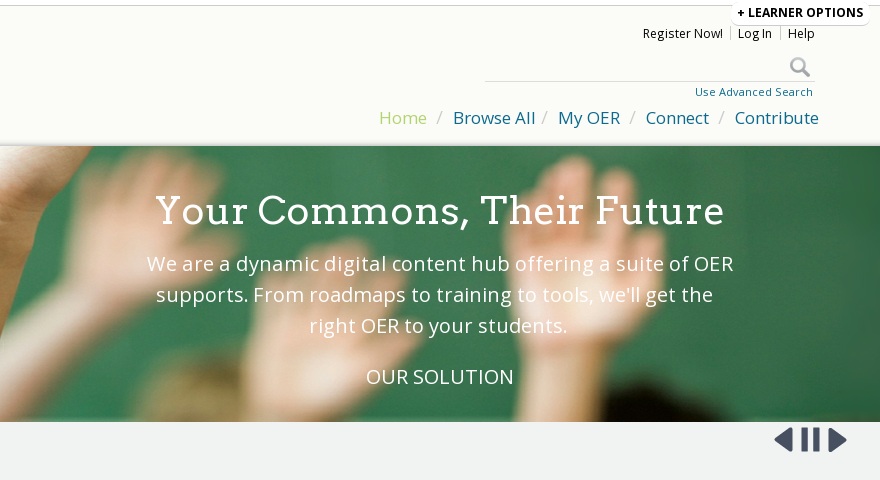 + LEARNER OPTIONS
Register Now! Log In Help
Use Advanced Search
Home / Browse All / My OER / Connect / Contribute
Your Commons, Their Future
We are a dynamic digital content hub offering a suite of OER
supports. From roadmaps to training to tools, we'll get the
right OER to your students.
OUR SOLUTION